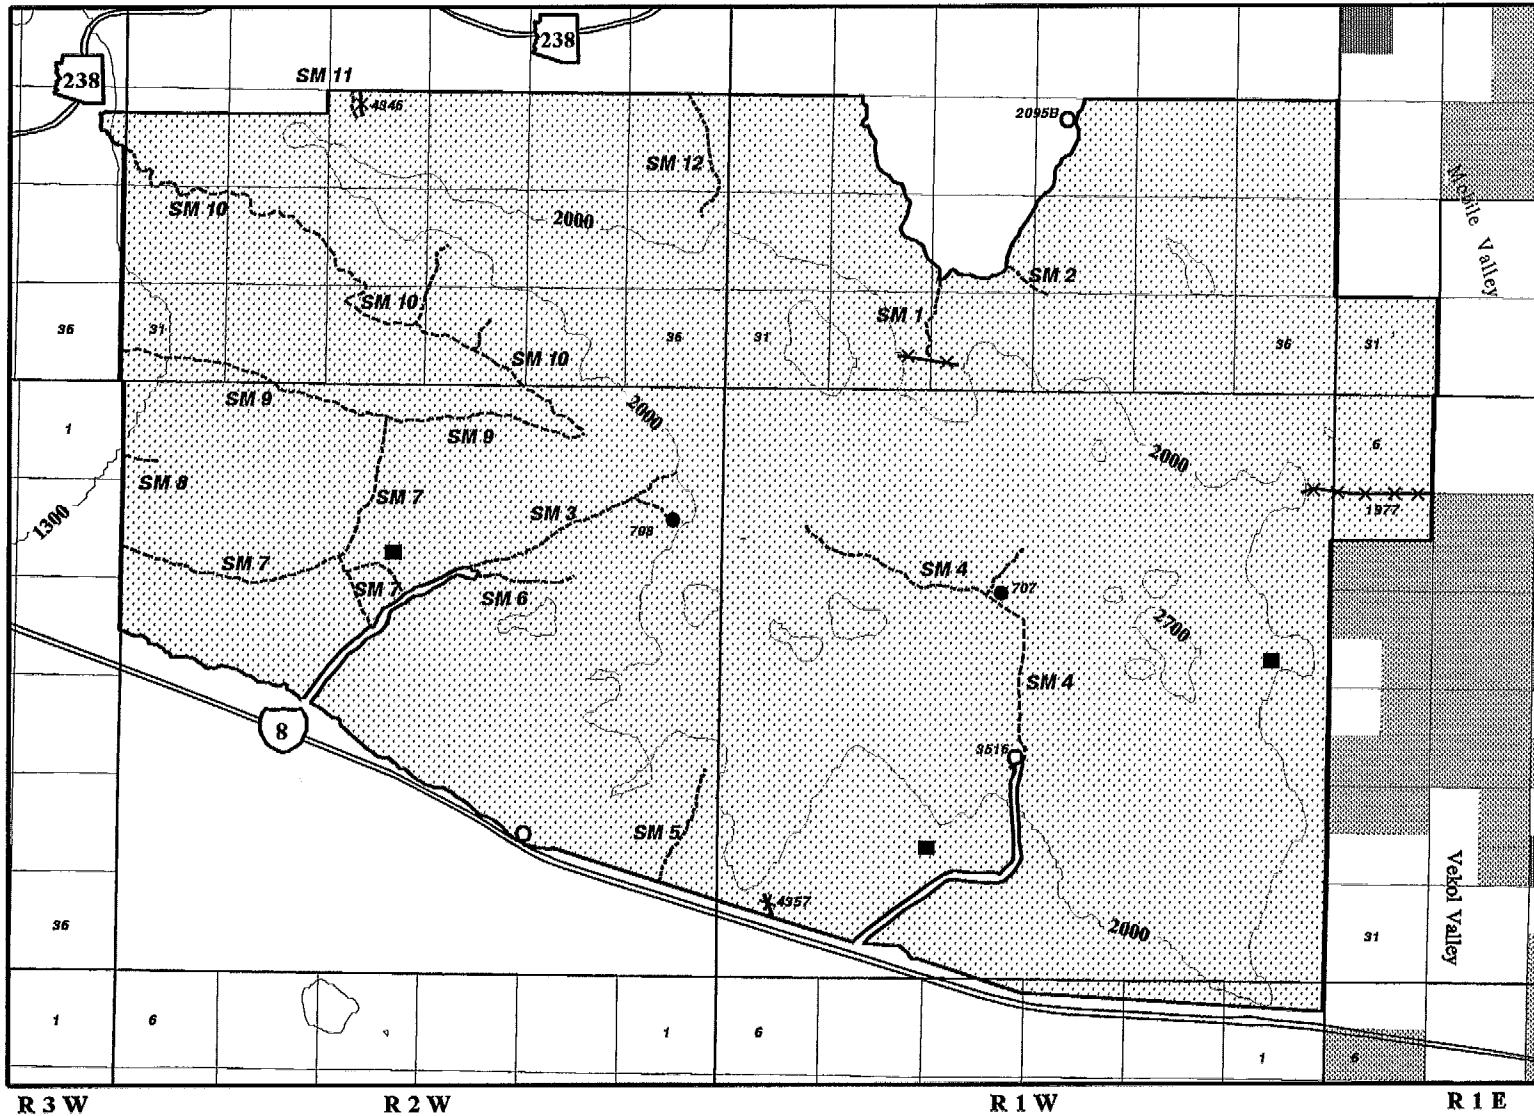 238
238
SM 11
4346
2095B
SM 12
Mobile Valley
SM 10
2000
SM 2
SM 10
SM 1
36
31
36
31
36
31
SM 10
SM 9
2000
1
SM 9
6
2000
SM 8
SM 7
1977
SM 3
1300
708
SM 7
SM 4
SM 7
SM 6
707
2700
SM 4
8
3516
SM 5
4357
Vekol Valley
36
2000
31
1
6
1
6
1
6
R 3 W
R 2 W
R 1 W
R 1 E